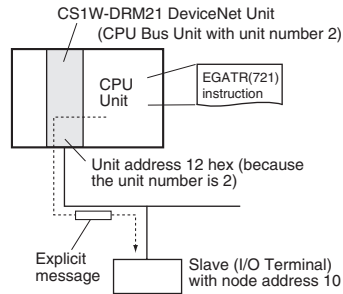 CS1W-DRM21 DeviceNet Unit
(CPU Bus Unit with unit number 2)
CPU
Unit
EGATR(721)
instruction
Unit address 12 hex (because
the unit number is 2)
Explicit
message
Slave (I/O Terminal)
with node address 10